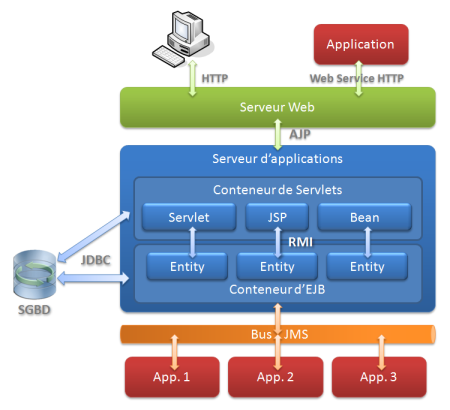 Application
HTTP
Web Service HTTP
Serveur Web
AJP
Serveur d'applications
Conteneur de Servlets
Servlet
JSP
Bean
RMI
JDBC
Entity
Entity
Entity
Conteneur d'EJB
SGBD
Bus JMS
App. 1
App. 2
App. 3